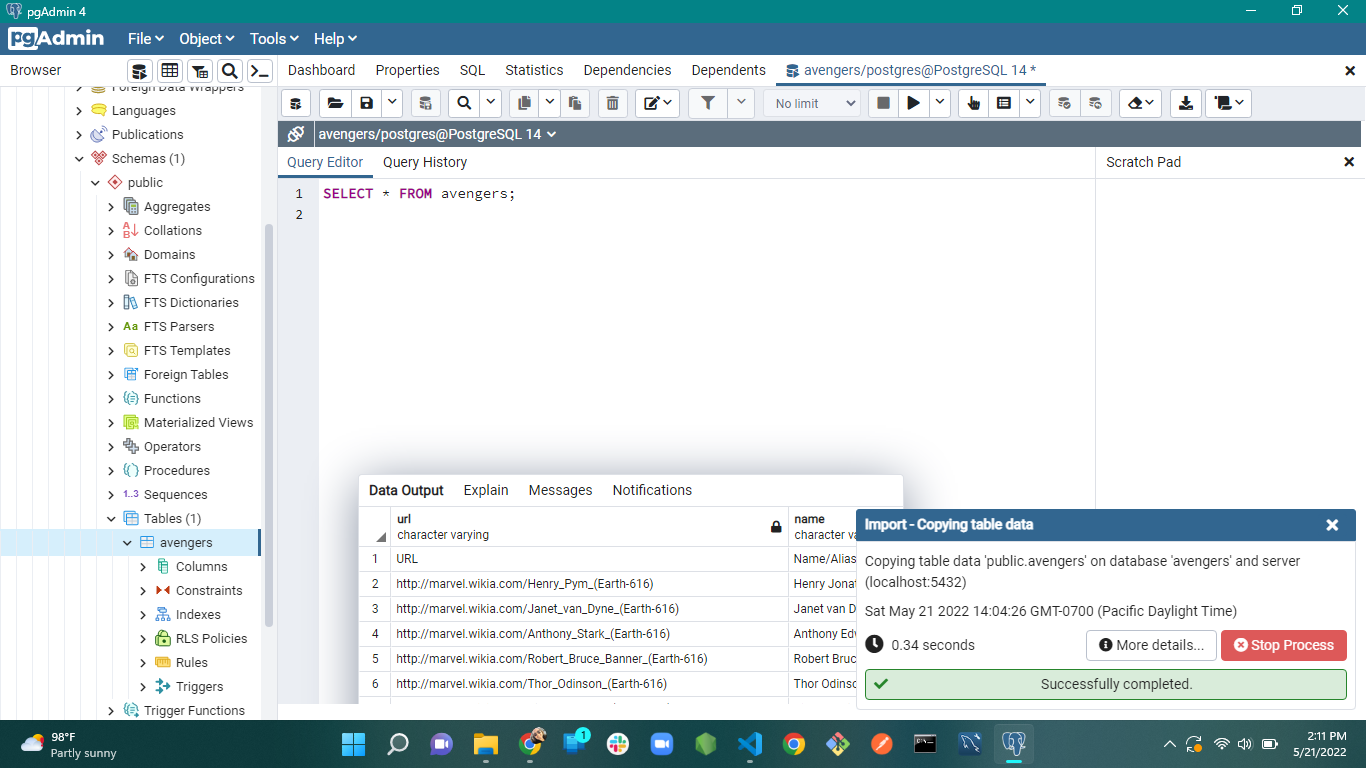 pgAdmin 4
pgAdmin File Object Tools Help
Browser
Dashboard Properties SQL Statistics Dependencies Dependents avengers/postgres@PostgreSQL 14 *
No limit
Foreign Data Wrappers
Languages
Publications
Schemas (1)
public
Aggregates
Collations
Domains
FTS Configurations
FTS Dictionaries
Aa FTS Parsers
FTS Templates
Foreign Tables
Functions
Materialized Views
Operators
Procedures
1..3 Sequences
Tables (1)
avengers
Columns
Constraints
Indexes
RLS Policies
Rules
Triggers
Trigger Functions
avengers/postgres@PostgreSQL 14
Query Editor Query History
Scratch Pad
1 SELECT * FROM avengers;
2
Data Output Explain Messages Notifications
url
character varying
name
character va
1 URL Name/Alias
2 http://marvel.wikia.com/Henry_Pym_(Earth-616) Henry Jonat
3 http://marvel.wikia.com/Janet_van_Dyne_(Earth-616) Janet van D
4 http://marvel.wikia.com/Anthony_Stark_(Earth-616) Anthony Edv
5 http://marvel.wikia.com/Robert_Bruce_Banner_(Earth-616) Robert Bruc
6 http://marvel.wikia.com/Thor_Odinson_(Earth-616) Thor Odinsc
Import - Copying table data
Copying table data 'public.avengers' on database 'avengers' and server
(localhost:5432)
Sat May 21 2022 14:04:26 GMT-0700 (Pacific Daylight Time)
0.34 seconds More details... Stop Process
Successfully completed.
98°F
Partly sunny
1
2:11 PM
5/21/2022